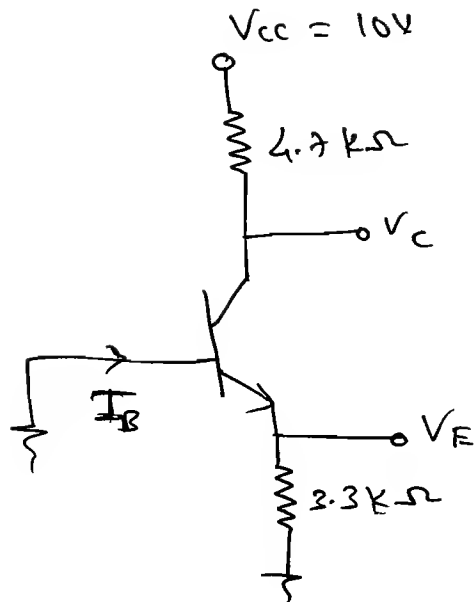 Vcc = 10V
4.7 kΩ
Vc
IB
VE
3.3 kΩ